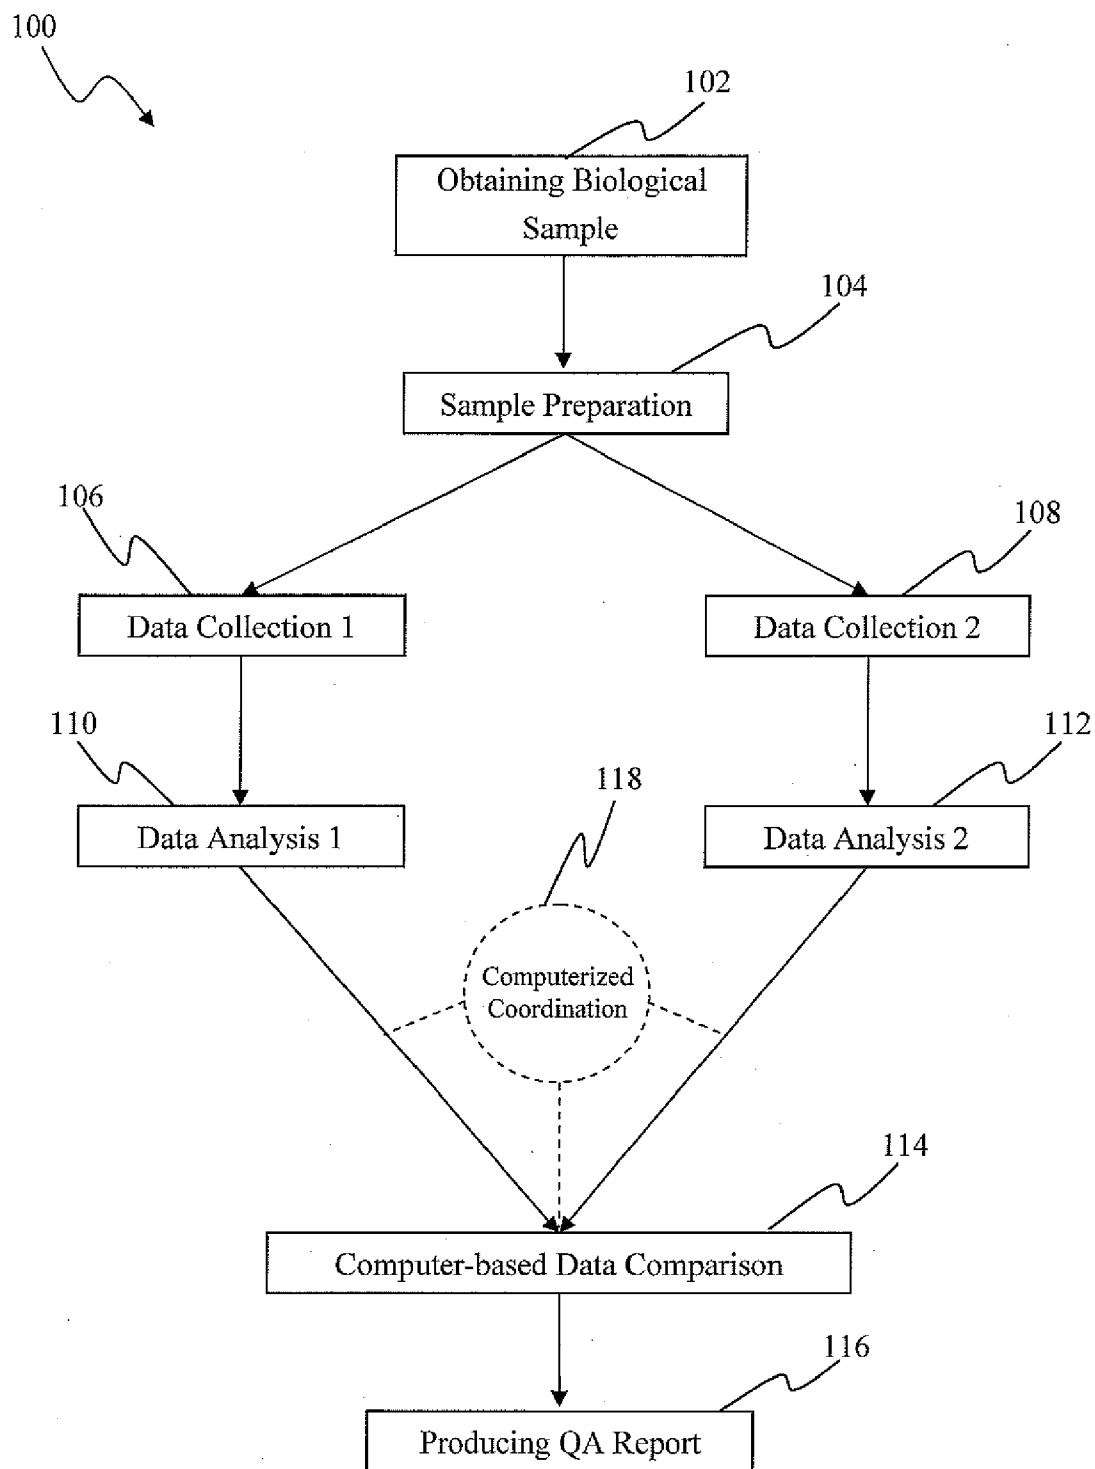 100
102
Obtaining Biological
Sample
104
Sample Preparation
106
108
Data Collection 1
Data Collection 2
110
112
118
Data Analysis 1
Data Analysis 2
Computerized
Coordination
114
Computer-based Data Comparison
116
Producing QA Report